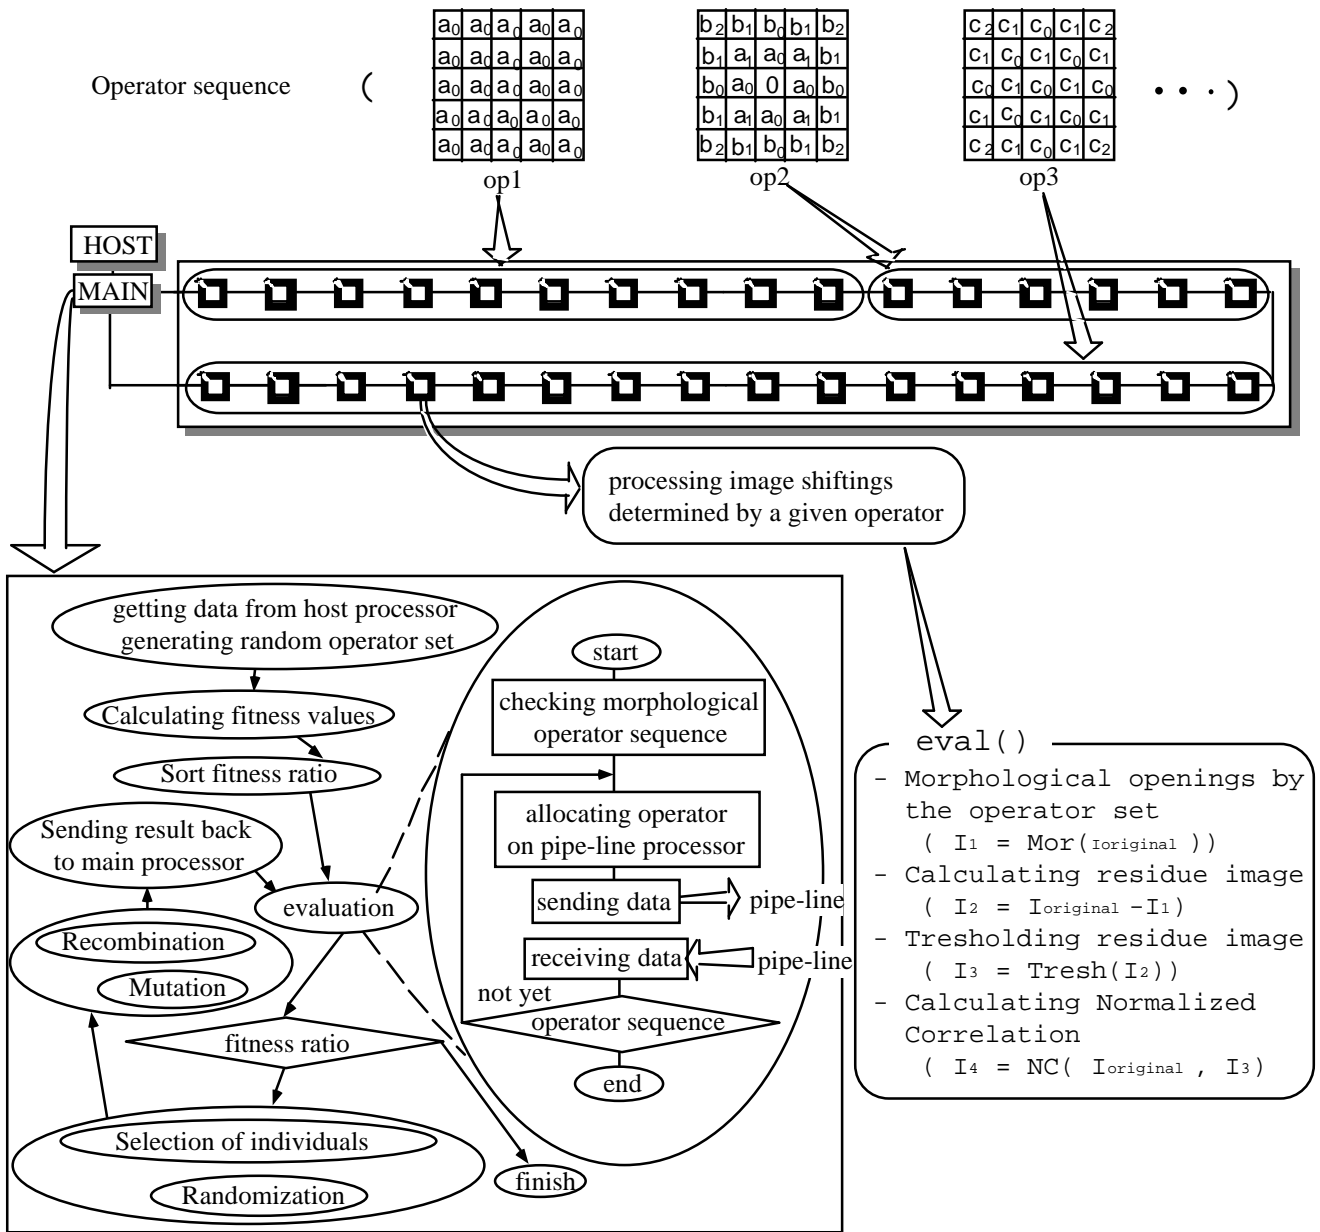 a0 a0 a0 a0 a0
a0 a0 a0 a0 a0
a0 a0 a0 a0 a0
a0 a0 a0 a0 a0
a0 a0 a0 a0 a0
b2 b1 b0 b1 b2
b1 a1 a0 a1 b1
b0 a0 0 a0 b0
b1 a1 a0 a1 b1
b2 b1 b0 b1 b2
c2 c1 c0 c1 c2
c1 c0 c1 c0 c1
c0 c1 c0 c1 c0
c1 c0 c1 c0 c1
c2 c1 c0 c1 c2
Operator sequence ( • • • )
op1 op2 op3
HOST
MAIN
processing image shiftings
determined by a given operator
getting data from host processor
generating random operator set
Calculating fitness values
Sort fitness ratio
Sending result back
to main processor
evaluation
Recombination
Mutation
fitness ratio
Selection of individuals
Randomization
finish
start
checking morphological
operator sequence
allocating operator
on pipe-line processor
sending data
pipe-line
receiving data
pipe-line
not yet
operator sequence
end
eval()
- Morphological openings by
the operator set
( I1 = Mor(Ioriginal ))
- Calculating residue image
( I2 = Ioriginal -I1)
- Tresholding residue image
( I3 = Tresh(I2))
- Calculating Normalized
Correlation
( I4 = NC( Ioriginal , I3)